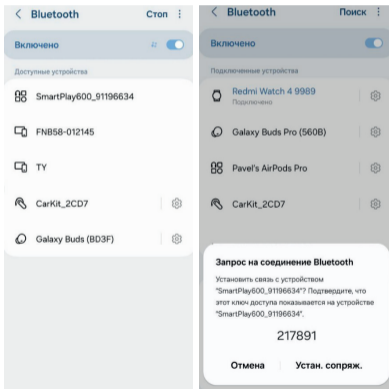 Bluetooth
Стоп
Включено
Доступные устройства
SmartPlay600_91196634
FNB58-012145
TY
CarKit_2CD7
Galaxy Buds (BD3F)
Bluetooth
Поиск
Включено
Подключенные устройства
Redmi Watch 4 9989
Подключено
Galaxy Buds Pro (560B)
Pavel's AirPods Pro
CarKit_2CD7
Запрос на соединение Bluetooth
Установить связь с устройством
"SmartPlay600_91196634"? Подтвердите, что
этот ключ доступа показывается на устройстве
"SmartPlay600_91196634".
217891
Отмена
Устан. сопряж.